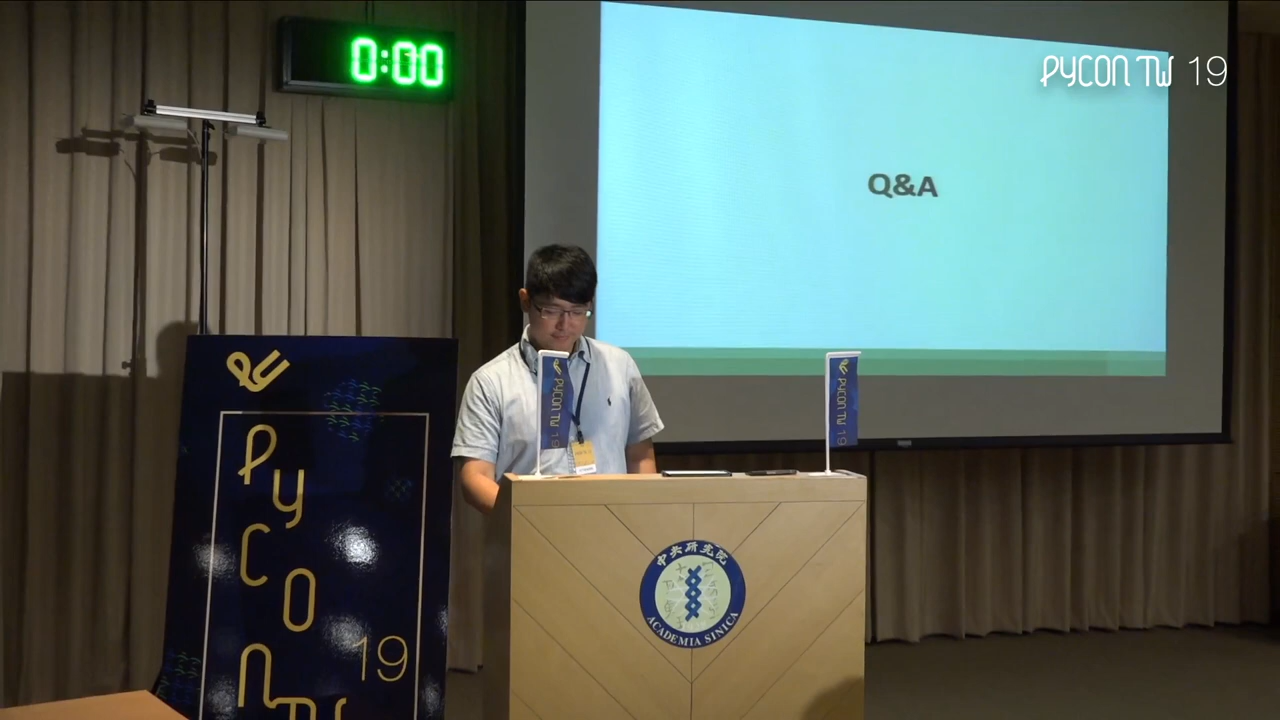 0:00
PYCON TW 19
Q&A
PYCON TW 19
PYCON TW 19
PYCON TW
19
中央研究院
ACADEMIA SINICA